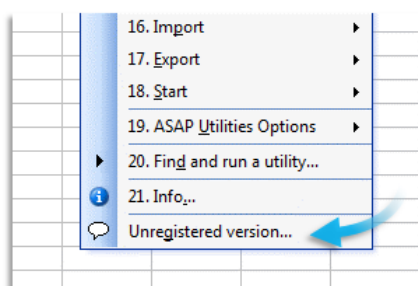 16. Import
17. Export
18. Start
19. ASAP Utilities Options
20. Find and run a utility...
21. Info...
Unregistered version...